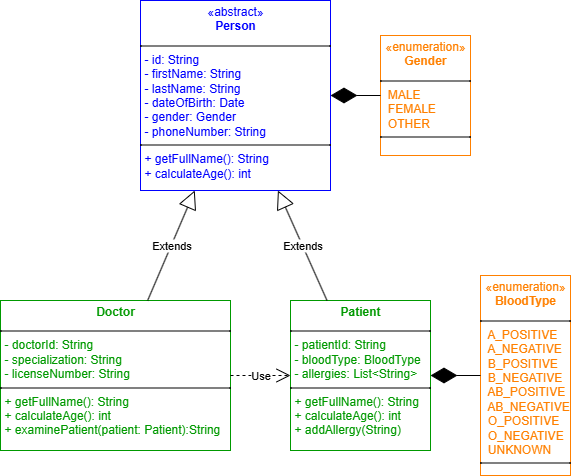 «abstract»
Person
- id: String
- firstName: String
- lastName: String
- dateOfBirth: Date
- gender: Gender
- phoneNumber: String
+ getFullName(): String
+ calculateAge(): int
«enumeration»
Gender
MALE
FEMALE
OTHER
Extends
Extends
Doctor
- doctorId: String
- specialization: String
- licenseNumber: String
+ getFullName(): String
+ calculateAge(): int
+ examinePatient(patient: Patient):String
Use
Patient
- patientId: String
- bloodType: BloodType
- allergies: List<String>
+ getFullName(): String
+ calculateAge(): int
+ addAllergy(String)
«enumeration»
BloodType
A_POSITIVE
A_NEGATIVE
B_POSITIVE
B_NEGATIVE
AB_POSITIVE
AB_NEGATIVE
O_POSITIVE
O_NEGATIVE
UNKNOWN